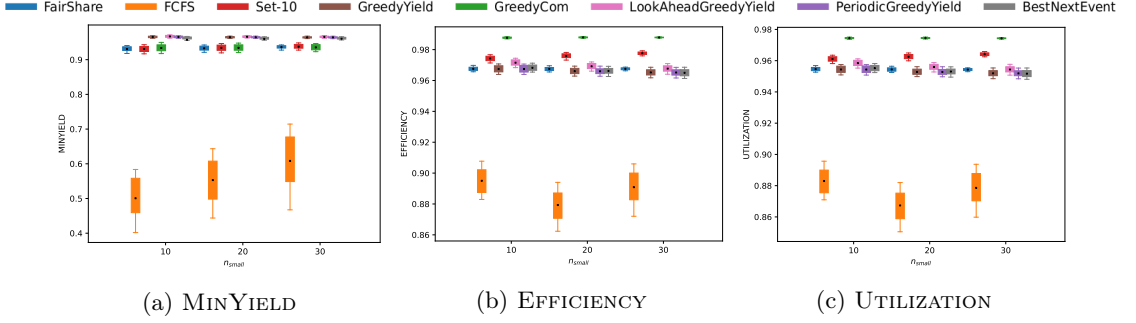 FairShare FCFS Set-10 GreedyYield GreedyCom LookAheadGreedyYield PeriodicGreedyYield BestNextEvent
MINYIELD
0.9
0.8
0.7
0.6
0.5
0.4
10 20 30
n_small
(a) MINYIELD
EFFICIENCY
0.98
0.96
0.94
0.92
0.90
0.88
0.86
10 20 30
n_small
(b) EFFICIENCY
UTILIZATION
0.98
0.96
0.94
0.92
0.90
0.88
0.86
10 20 30
n_small
(c) UTILIZATION